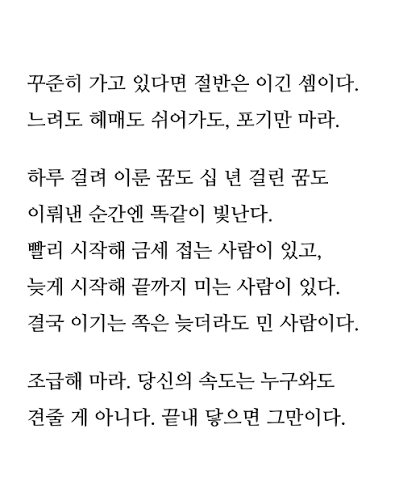 꾸준히 가고 있다면 절반은 이긴 셈이다.
느려도 헤매도 쉬어가도, 포기만 마라.
하루 걸려 이룬 꿈도 십 년 걸린 꿈도
이뤄낸 순간엔 똑같이 빛난다.
빨리 시작해 금세 접는 사람이 있고,
늦게 시작해 끝까지 미는 사람이 있다.
결국 이기는 쪽은 늦더라도 민 사람이다.
조급해 마라. 당신의 속도는 누구와도
견줄 게 아니다. 끝내 닿으면 그만이다.